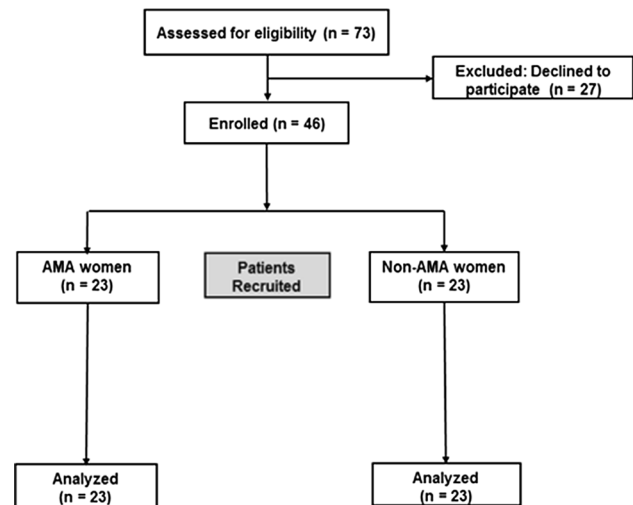 Assessed for eligibility (n = 73)
Excluded: Declined to
participate (n = 27)
Enrolled (n = 46)
AMA women
(n = 23)
Patients
Recruited
Non-AMA women
(n = 23)
Analyzed
(n = 23)
Analyzed
(n = 23)